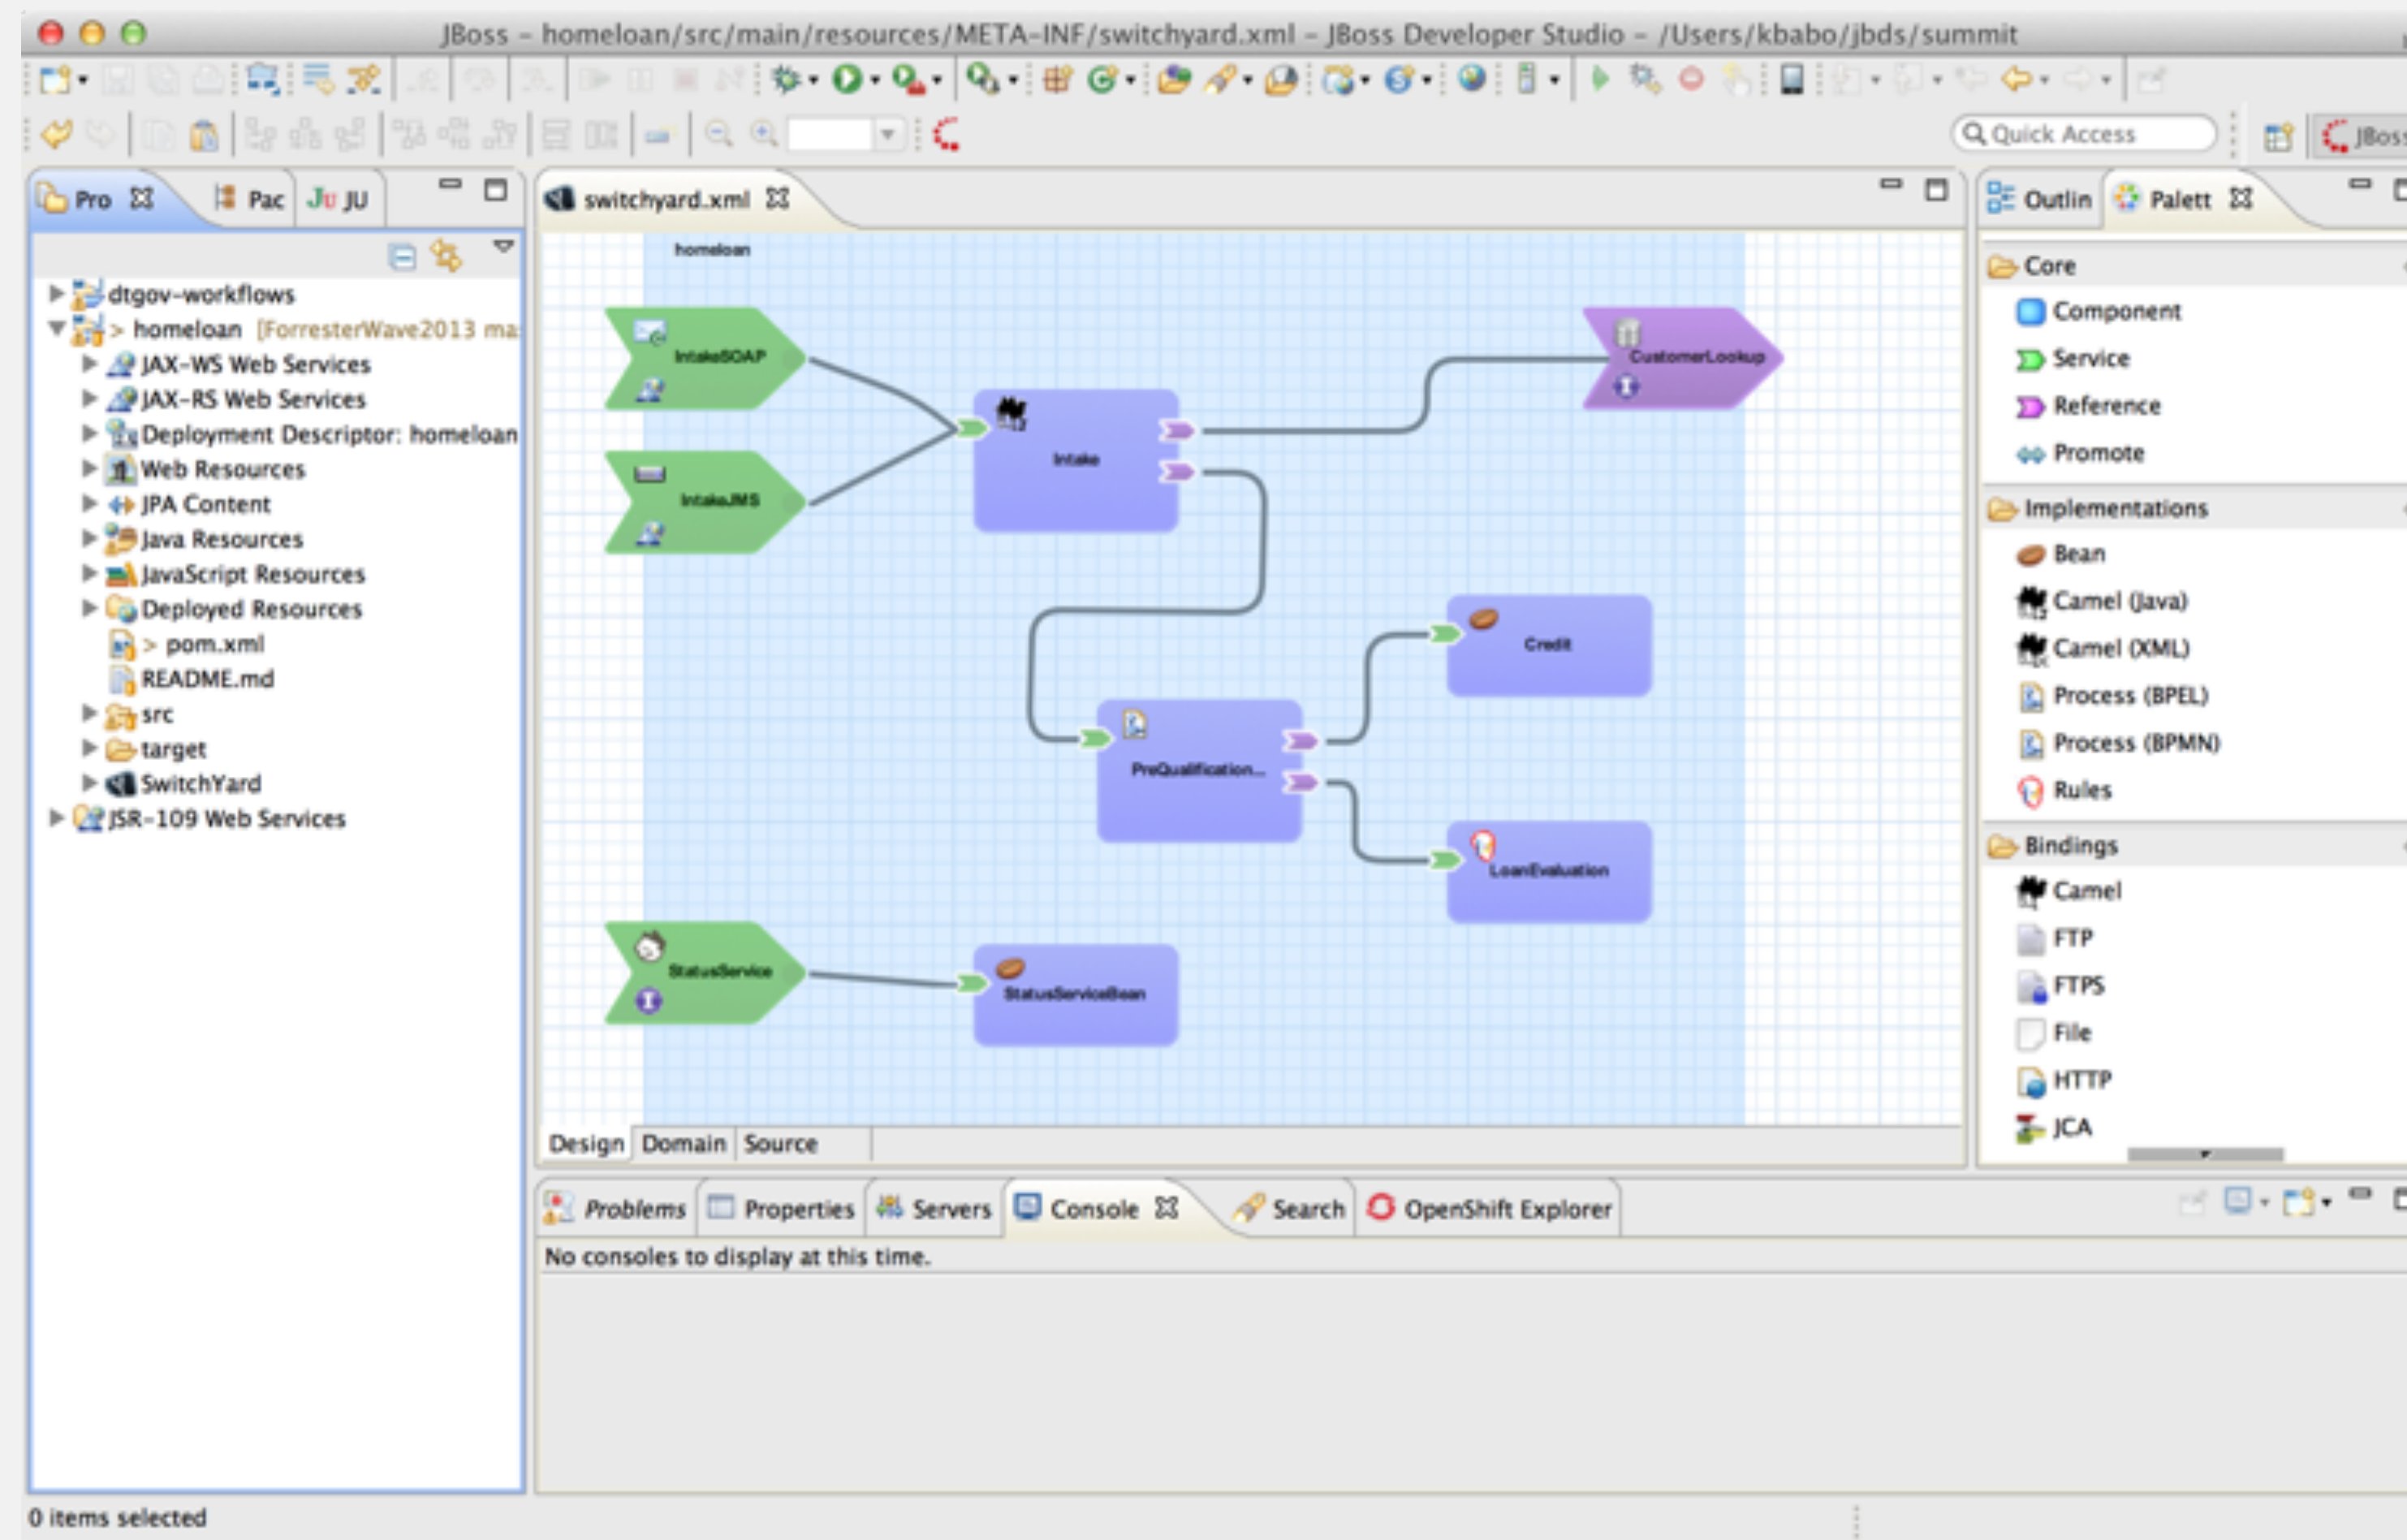 JBoss – homeloan/src/main/resources/META-INF/switchyard.xml – JBoss Developer Studio – /Users/kbabo/jbds/summit
Quick Access
JBoss
Pro
Pac
JU
dtgov-workflows
> homeloan [ForresterWave2013 ma
JAX-WS Web Services
JAX-RS Web Services
Deployment Descriptor: homeloan
Web Resources
JPA Content
Java Resources
JavaScript Resources
Deployed Resources
> pom.xml
README.md
src
target
SwitchYard
JSR-109 Web Services
switchyard.xml
homeloan
IntakeSOAP
CustomerLookup
Intake
IntakeJMS
Credit
PreQualification...
LoanEvaluation
StatusService
StatusServiceBean
Design
Domain
Source
Outlin
Palett
Core
Component
Service
Reference
Promote
Implementations
Bean
Camel (Java)
Camel (XML)
Process (BPEL)
Process (BPMN)
Rules
Bindings
Camel
FTP
FTPS
File
HTTP
JCA
Problems
Properties
Servers
Console
Search
OpenShift Explorer
No consoles to display at this time.
0 items selected